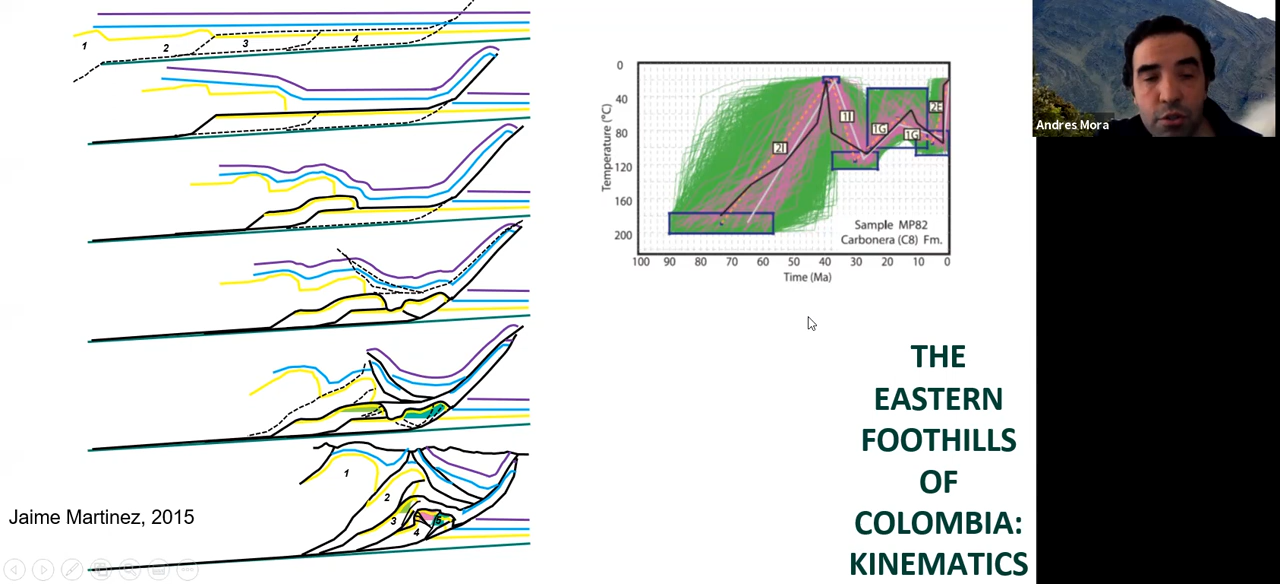 1
2
3
4
Jaime Martinez, 2015
1
2
3
4
5
0
40
80
120
160
200
Temperature (°C)
2I
1I
1G
1G
2E
Sample MP82
Carbonera (C8) Fm.
100 90 80 70 60 50 40 30 20 10 0
Time (Ma)
THE
EASTERN
FOOTHILLS
OF
COLOMBIA:
KINEMATICS
Andres Mora